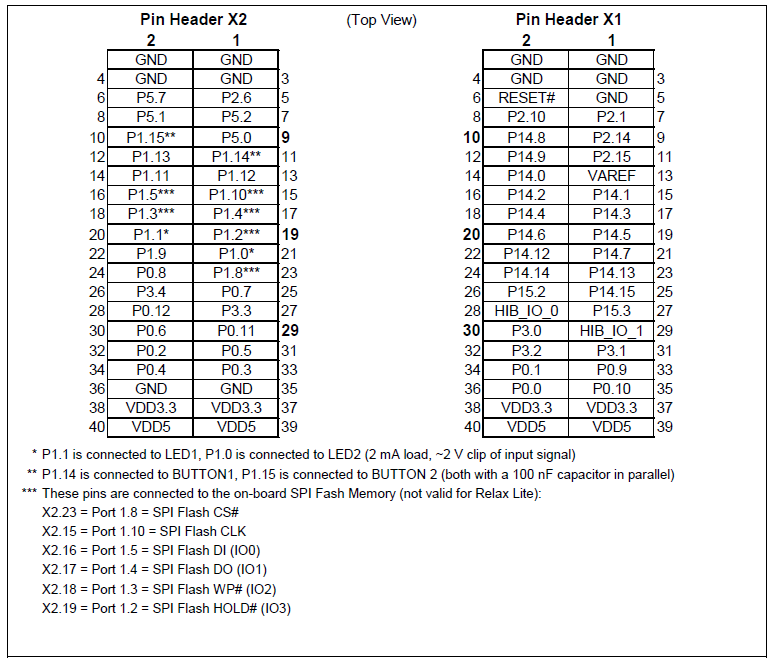 Pin Header X2 (Top View) Pin Header X1
2 1 2 1
GND GND GND GND
4 GND GND 3 4 GND GND 3
6 P5.7 P2.6 5 6 RESET# GND 5
8 P5.1 P5.2 7 8 P2.10 P2.1 7
10 P1.15** P5.0 9 10 P14.8 P2.14 9
12 P1.13 P1.14** 11 12 P14.9 P2.15 11
14 P1.11 P1.12 13 14 P14.0 VAREF 13
16 P1.5*** P1.10*** 15 16 P14.2 P14.1 15
18 P1.3*** P1.4*** 17 18 P14.4 P14.3 17
20 P1.1* P1.2*** 19 20 P14.6 P14.5 19
22 P1.9 P1.0* 21 22 P14.12 P14.7 21
24 P0.8 P1.8*** 23 24 P14.14 P14.13 23
26 P3.4 P0.7 25 26 P15.2 P14.15 25
28 P0.12 P3.3 27 28 HIB_IO_0 P15.3 27
30 P0.6 P0.11 29 30 P3.0 HIB_IO_1 29
32 P0.2 P0.5 31 32 P3.2 P3.1 31
34 P0.4 P0.3 33 34 P0.1 P0.9 33
36 GND GND 35 36 P0.0 P0.10 35
38 VDD3.3 VDD3.3 37 38 VDD3.3 VDD3.3 37
40 VDD5 VDD5 39 40 VDD5 VDD5 39
* P1.1 is connected to LED1, P1.0 is connected to LED2 (2 mA load, ~2 V clip of input signal)
** P1.14 is connected to BUTTON1, P1.15 is connected to BUTTON 2 (both with a 100 nF capacitor in parallel)
*** These pins are connected to the on-board SPI Fash Memory (not valid for Relax Lite):
X2.23 = Port 1.8 = SPI Flash CS#
X2.15 = Port 1.10 = SPI Flash CLK
X2.16 = Port 1.5 = SPI Flash DI (IO0)
X2.17 = Port 1.4 = SPI Flash DO (IO1)
X2.18 = Port 1.3 = SPI Flash WP# (IO2)
X2.19 = Port 1.2 = SPI Flash HOLD# (IO3)